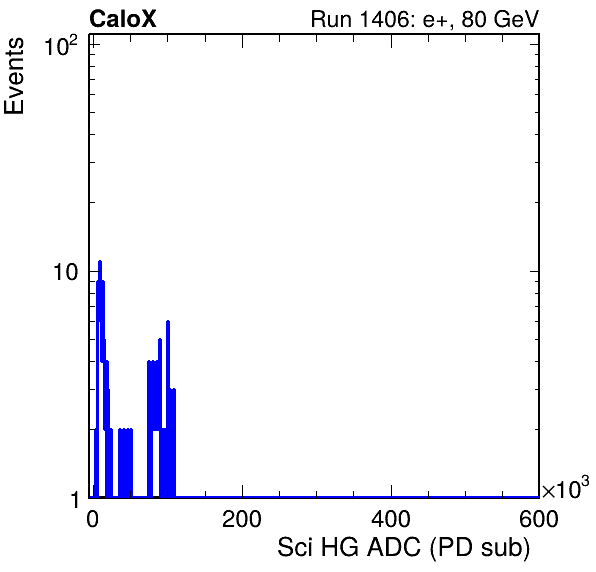 CaloX Run 1406: e+, 80 GeV
Events
10²
10
1
0 200 400 600
×10³
Sci HG ADC (PD sub)